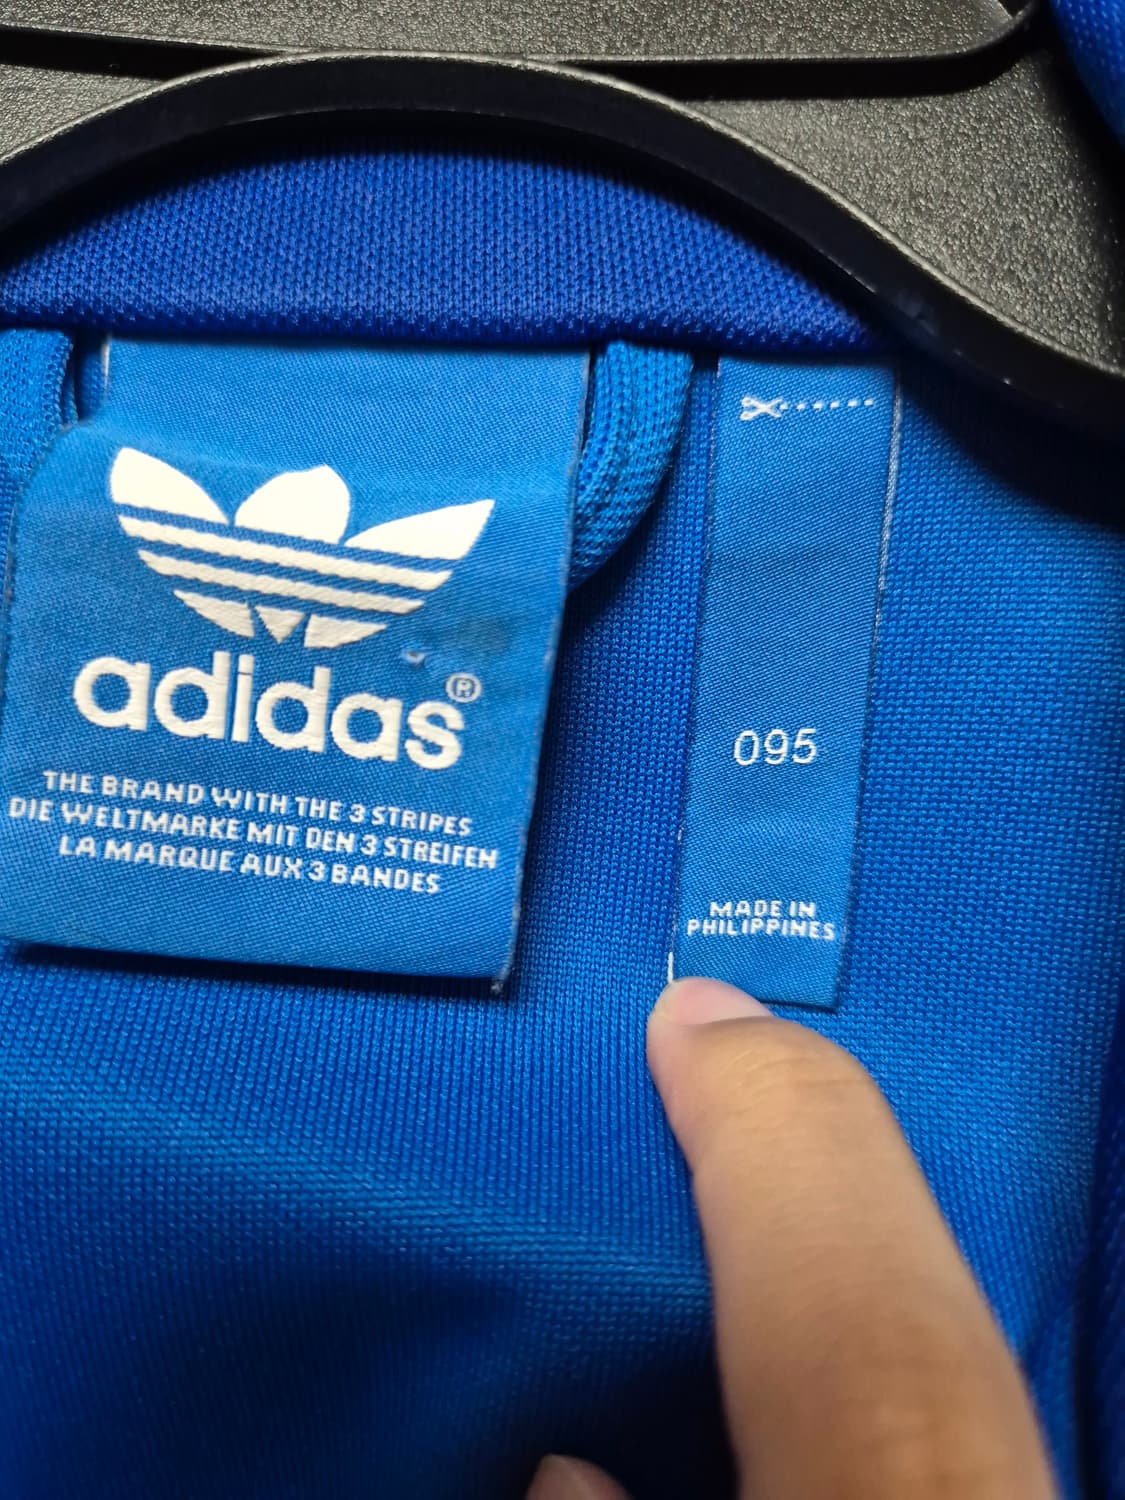 adidas®
THE BRAND WITH THE 3 STRIPES
DIE WELTMARKE MIT DEN 3 STREIFEN
LA MARQUE AUX 3 BANDES
095
MADE IN
PHILIPPINES